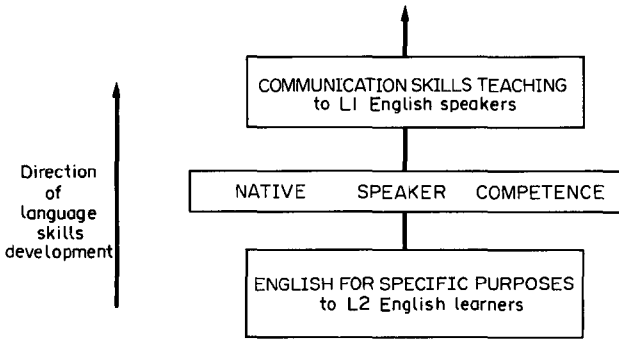 COMMUNICATION SKILLS TEACHING
to L1 English speakers
Direction
of
language
skills
development
NATIVE SPEAKER COMPETENCE
ENGLISH FOR SPECIFIC PURPOSES
to L2 English learners